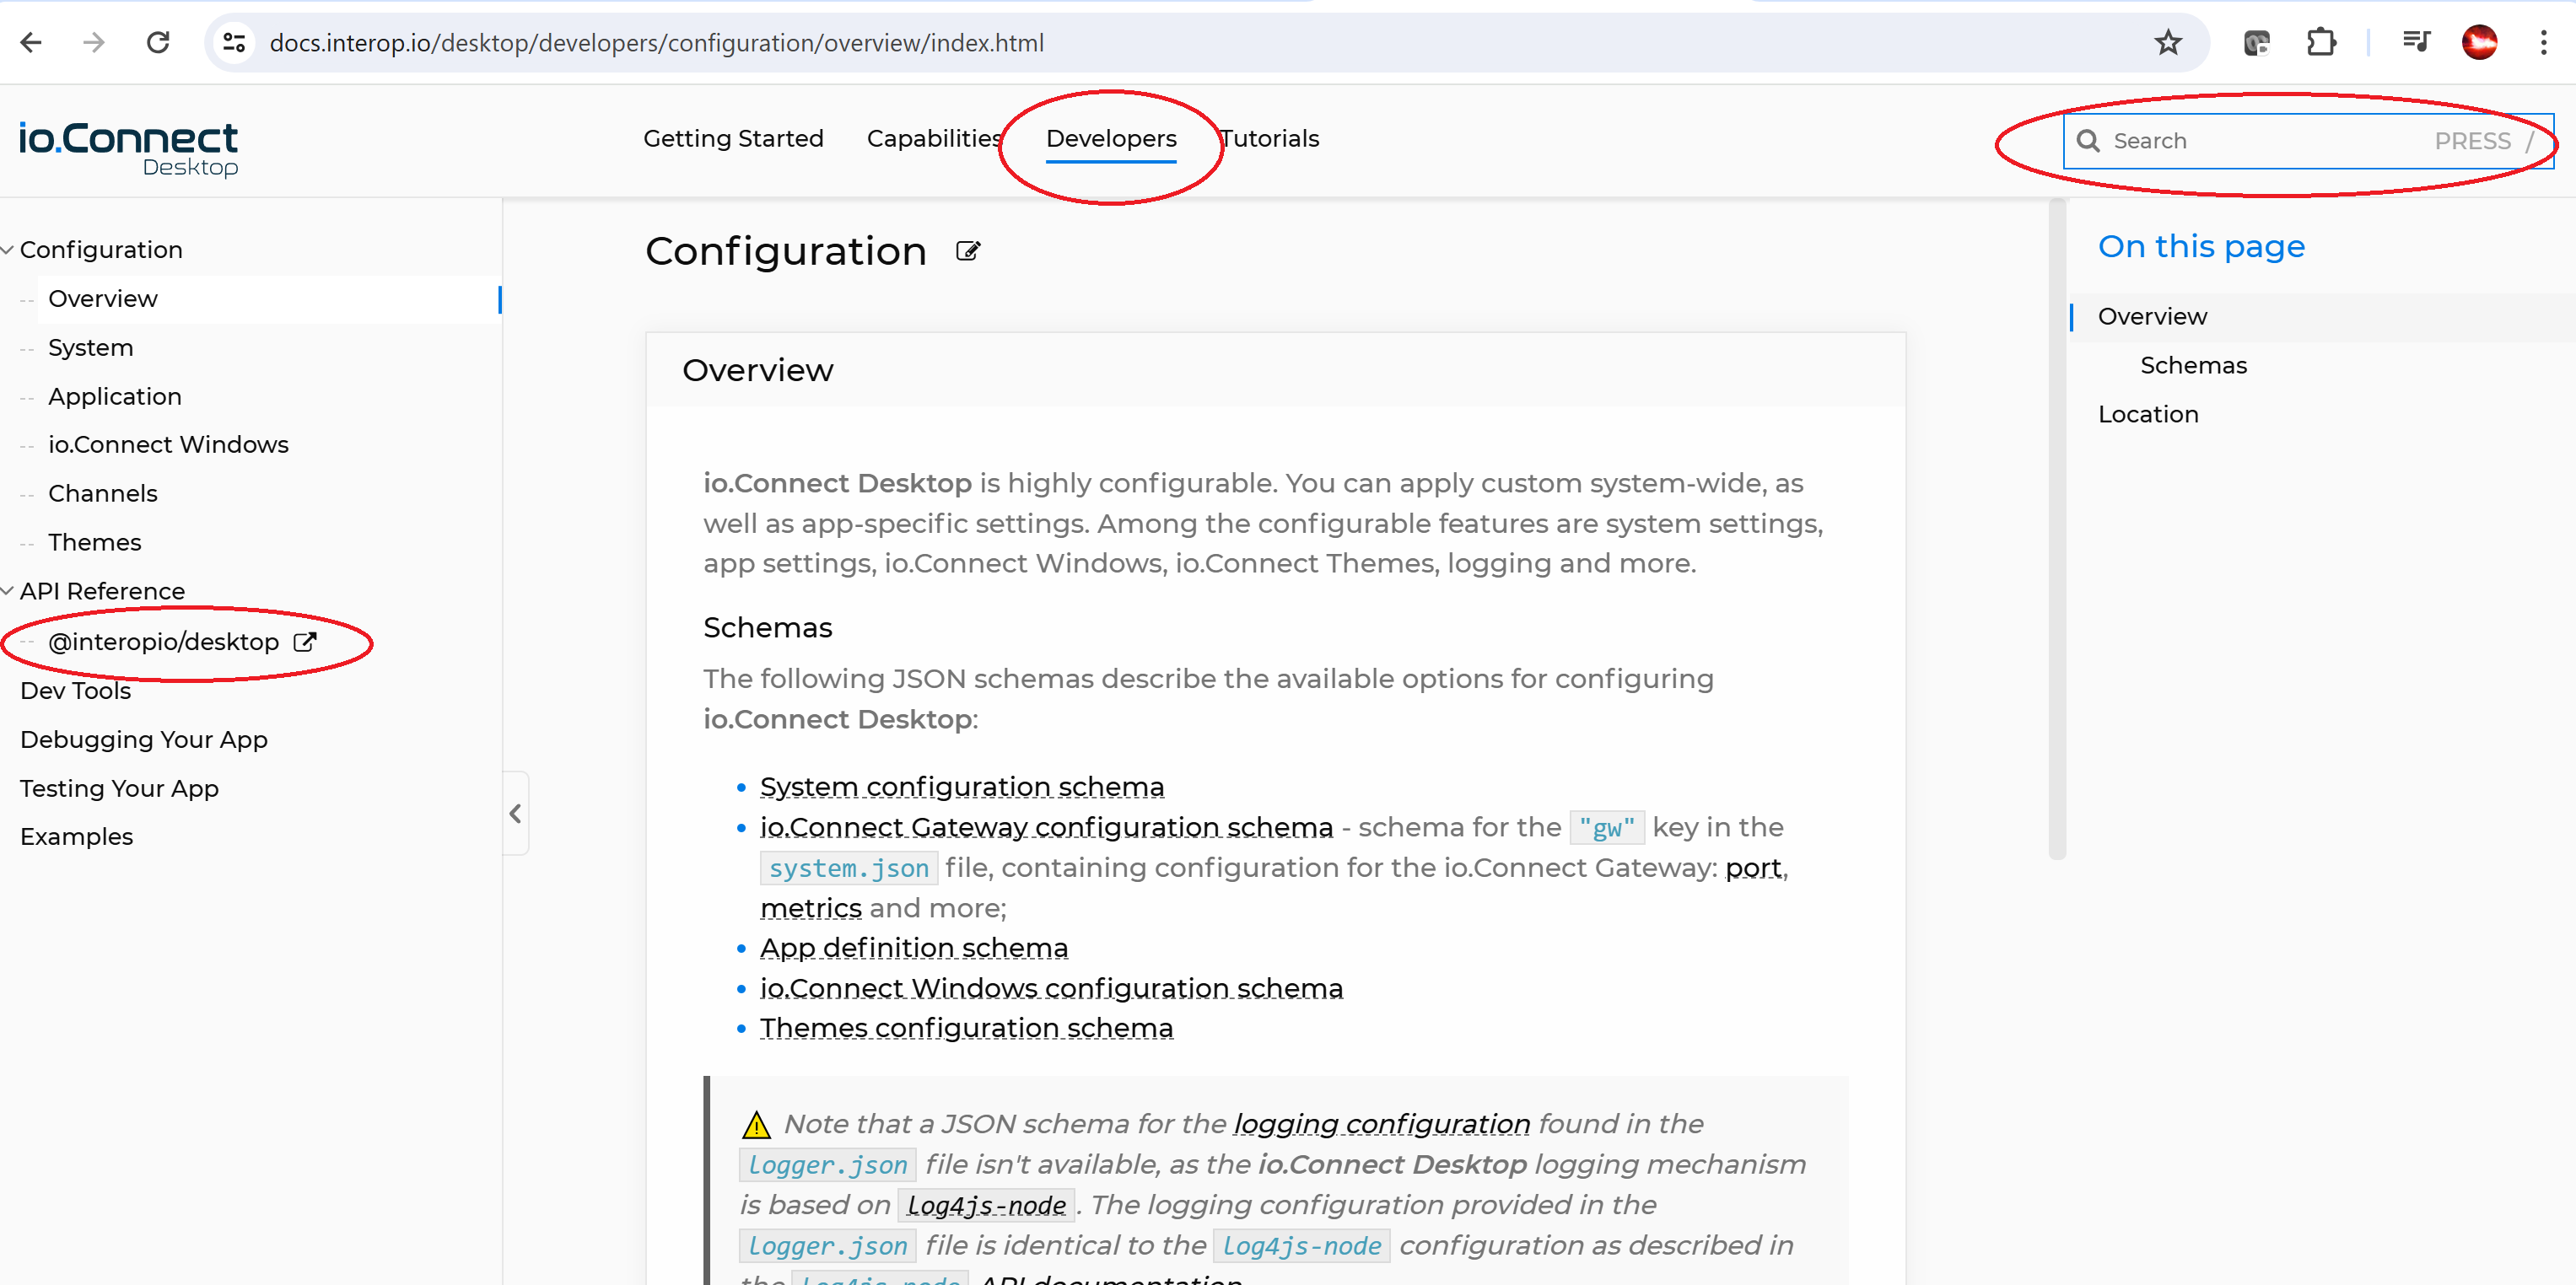 docs.interop.io/desktop/developers/configuration/overview/index.html
io.Connect
Desktop
Getting Started
Capabilities
Developers
Tutorials
Search
PRESS /
Configuration
Overview
System
Application
io.Connect Windows
Channels
Themes
API Reference
@interopio/desktop
Dev Tools
Debugging Your App
Testing Your App
Examples
Configuration
Overview
io.Connect Desktop is highly configurable. You can apply custom system-wide, as
well as app-specific settings. Among the configurable features are system settings,
app settings, io.Connect Windows, io.Connect Themes, logging and more.
Schemas
The following JSON schemas describe the available options for configuring
io.Connect Desktop:
• System configuration schema
• io.Connect Gateway configuration schema - schema for the "gw" key in the
system.json file, containing configuration for the io.Connect Gateway: port,
metrics and more;
• App definition schema
• io.Connect Windows configuration schema
• Themes configuration schema
Note that a JSON schema for the logging configuration found in the
logger.json file isn't available, as the io.Connect Desktop logging mechanism
is based on log4js-node. The logging configuration provided in the
logger.json file is identical to the log4js-node configuration as described in
the log4js-node API documentation
On this page
Overview
Schemas
Location